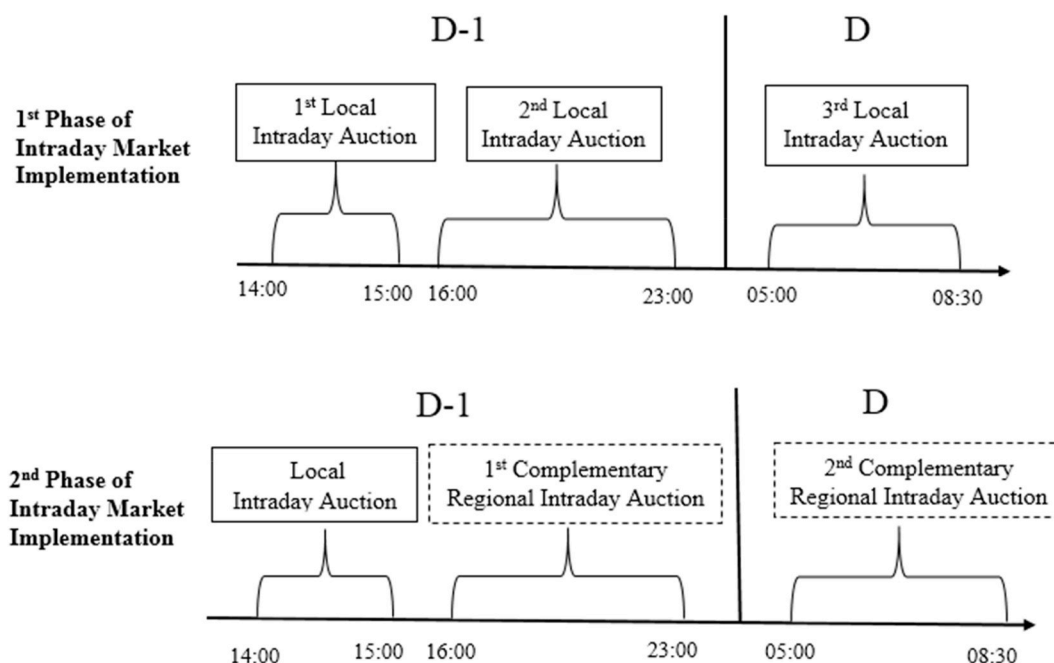 D-1
D
1st Phase of
Intraday Market
Implementation
1st Local
Intraday Auction
2nd Local
Intraday Auction
3rd Local
Intraday Auction
14:00
15:00
16:00
23:00
05:00
08:30
D-1
D
2nd Phase of
Intraday Market
Implementation
Local
Intraday Auction
1st Complementary
Regional Intraday Auction
2nd Complementary
Regional Intraday Auction
14:00
15:00
16:00
23:00
05:00
08:30